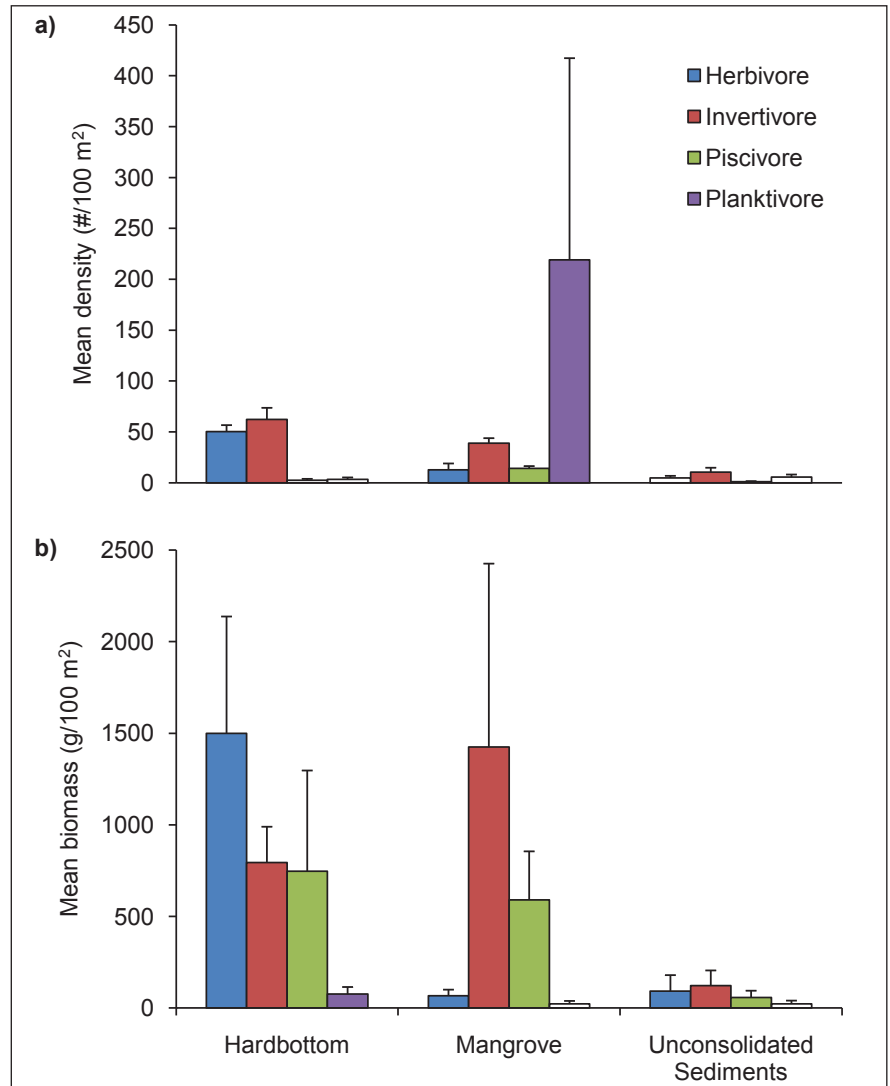 a)
450
400
350
300
250
200
150
100
50
0
Mean density (#/100 m²)
Herbivore
Invertivore
Piscivore
Planktivore
b)
2500
2000
1500
1000
500
0
Mean biomass (g/100 m²)
Hardbottom
Mangrove
Unconsolidated
Sediments